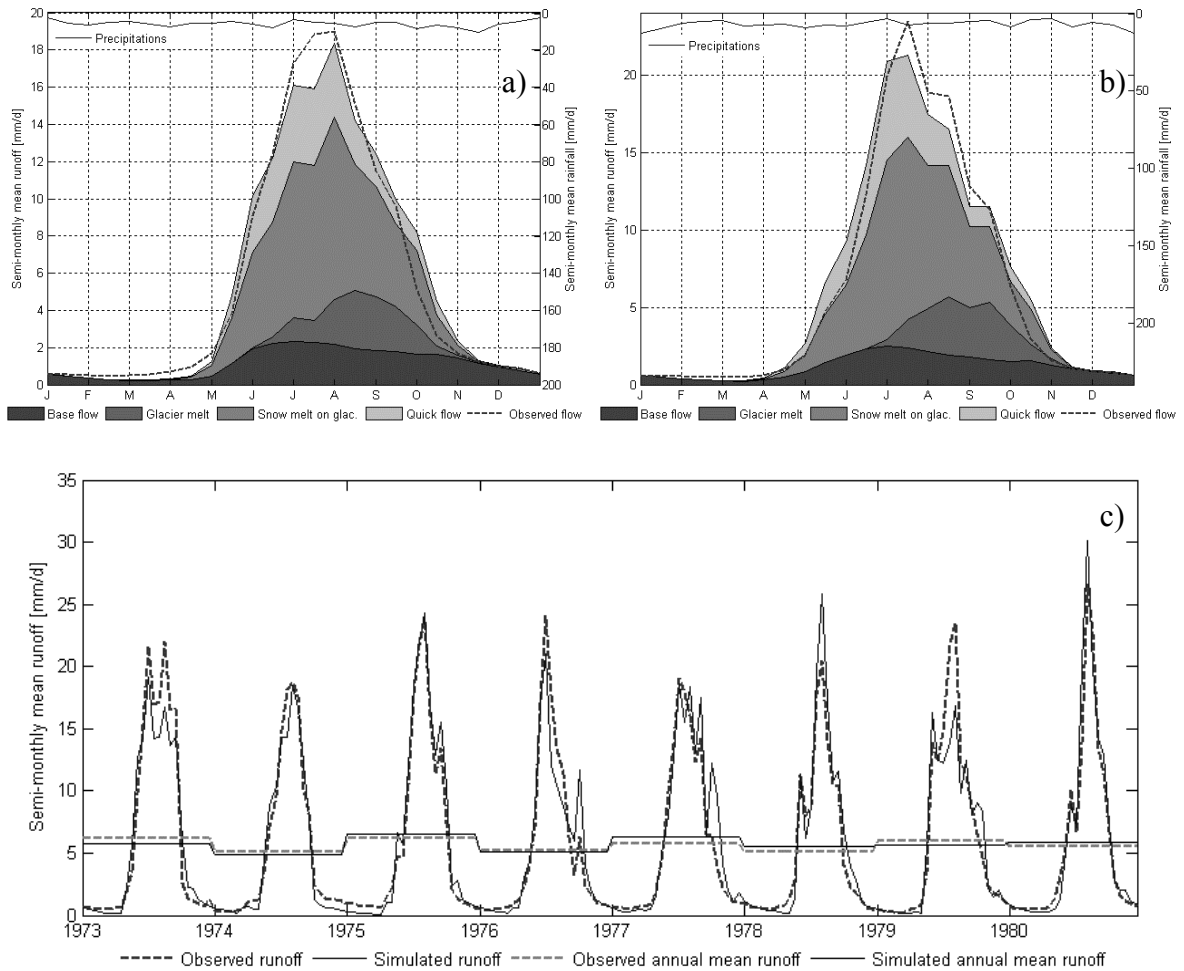 20
18
16
14
12
10
8
6
4
2
0
Semi-monthly mean runoff [mm/d]
Precipitations
a)
0
20
40
60
80
100
120
140
160
180
200
Semi-monthly mean rainfall [mm/d]
J F M A M J J A S O N D
Base flow Glacier melt Snow melt on glac. Quick flow Observed flow
20
15
10
5
0
Semi-monthly mean runoff [mm/d]
Precipitations
b)
0
50
100
150
200
Semi-monthly mean rainfall [mm/d]
J F M A M J J A S O N D
Base flow Glacier melt Snow melt on glac. Quick flow Observed flow
35
30
25
20
15
10
5
0
Semi-monthly mean runoff [mm/d]
c)
1973 1974 1975 1976 1977 1978 1979 1980
Observed runoff Simulated runoff Observed annual mean runoff Simulated annual mean runoff